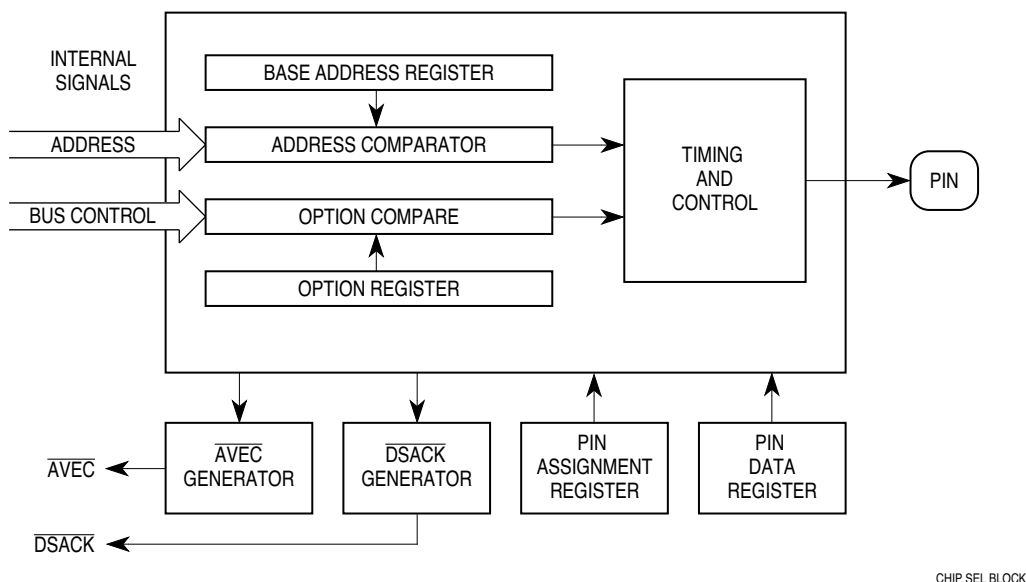 INTERNAL
SIGNALS
BASE ADDRESS REGISTER
ADDRESS
ADDRESS COMPARATOR
TIMING
AND
CONTROL
PIN
BUS CONTROL
OPTION COMPARE
OPTION REGISTER
AVEC
GENERATOR
DSACK
GENERATOR
PIN
ASSIGNMENT
REGISTER
PIN
DATA
REGISTER
AVEC
DSACK
CHIP SEL BLOCK